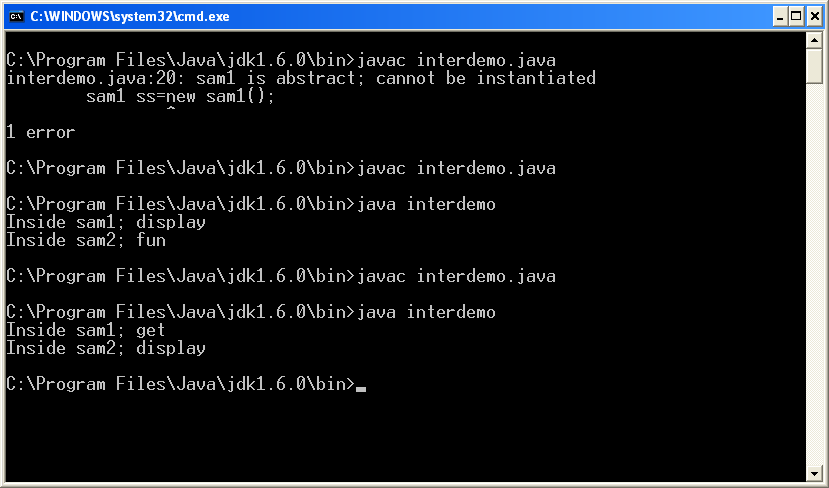 C:\WINDOWS\system32\cmd.exe
C:\Program Files\Java\jdk1.6.0\bin>javac interdemo.java
interdemo.java:20: sam1 is abstract; cannot be instantiated
        sam1 ss=new sam1();
                ^
1 error
C:\Program Files\Java\jdk1.6.0\bin>javac interdemo.java
C:\Program Files\Java\jdk1.6.0\bin>java interdemo
Inside sam1; display
Inside sam2; fun
C:\Program Files\Java\jdk1.6.0\bin>javac interdemo.java
C:\Program Files\Java\jdk1.6.0\bin>java interdemo
Inside sam1; get
Inside sam2; display
C:\Program Files\Java\jdk1.6.0\bin>